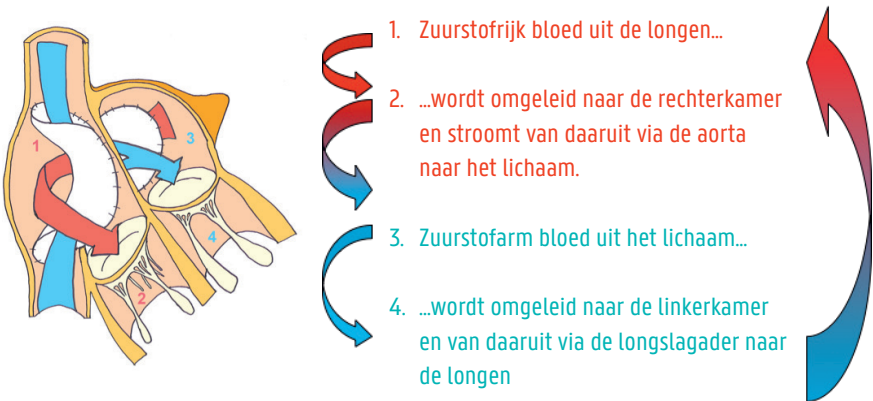 1. Zuurstofrijk bloed uit de longen...
2. ...wordt omgeleid naar de rechterkamer
en stroomt van daaruit via de aorta
naar het lichaam.
3. Zuurstofarm bloed uit het lichaam...
4. ...wordt omgeleid naar de linkerkamer
en van daaruit via de longslagader naar
de longen
1
3
4
2